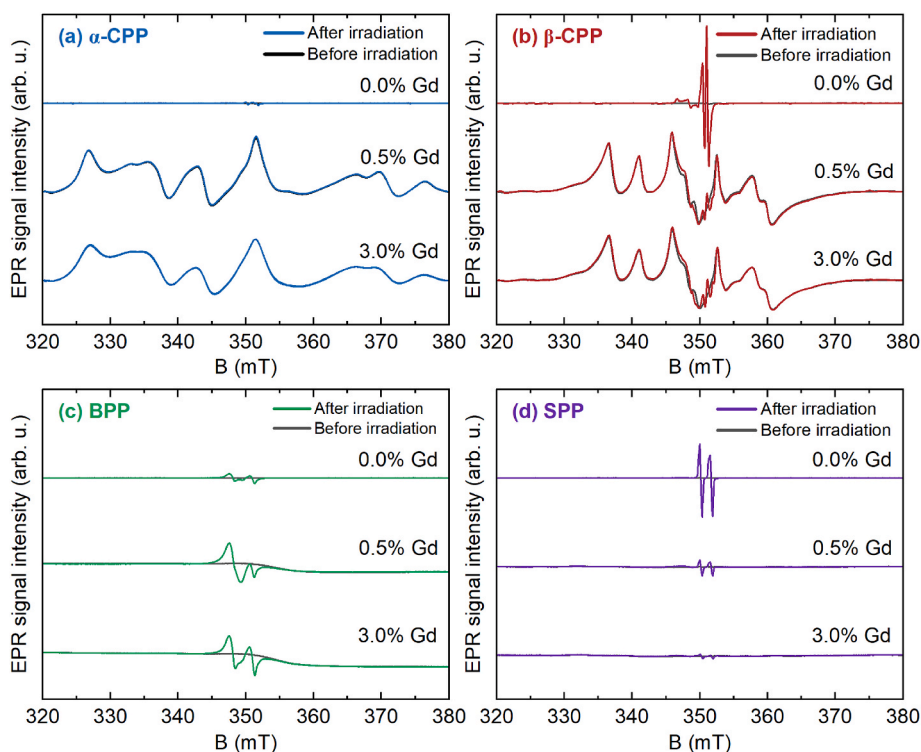 (a) α-CPP
After irradiation
Before irradiation
0.0% Gd
0.5% Gd
3.0% Gd
EPR signal intensity (arb. u.)
320 330 340 350 360 370 380
B (mT)
(b) β-CPP
After irradiation
Before irradiation
0.0% Gd
0.5% Gd
3.0% Gd
EPR signal intensity (arb. u.)
320 330 340 350 360 370 380
B (mT)
(c) BPP
After irradiation
Before irradiation
0.0% Gd
0.5% Gd
3.0% Gd
EPR signal intensity (arb. u.)
320 330 340 350 360 370 380
B (mT)
(d) SPP
After irradiation
Before irradiation
0.0% Gd
0.5% Gd
3.0% Gd
EPR signal intensity (arb. u.)
320 330 340 350 360 370 380
B (mT)